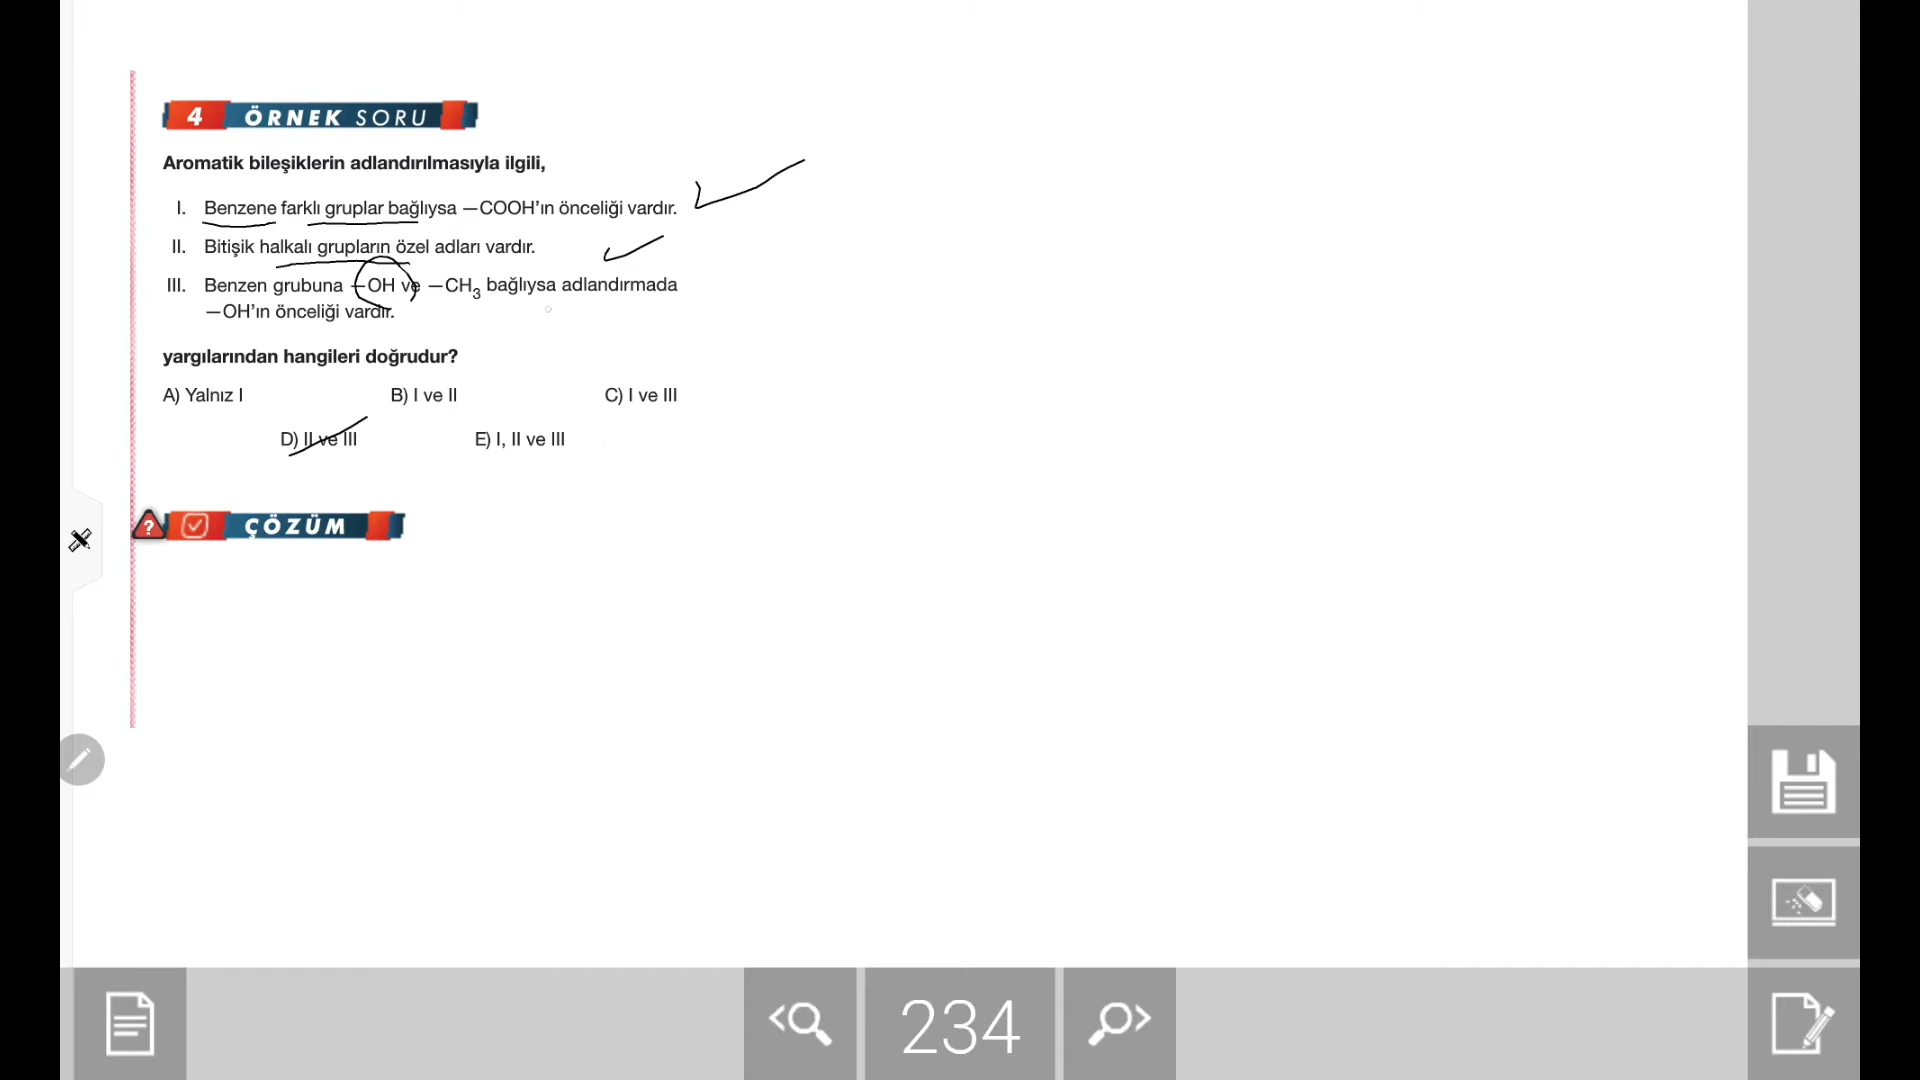 4 ÖRNEK SORU
Aromatik bileşiklerin adlandırılmasıyla ilgili,
I. Benzene farklı gruplar bağlıysa —COOH’ın önceliği vardır.
II. Bitişik halkalı grupların özel adları vardır.
III. Benzen grubuna —OH ve —CH₃ bağlıysa adlandırmada
—OH’ın önceliği vardır.
yargılarından hangileri doğrudur?
A) Yalnız I B) I ve II C) I ve III
D) II ve III E) I, II ve III
? ÇÖZÜM
234